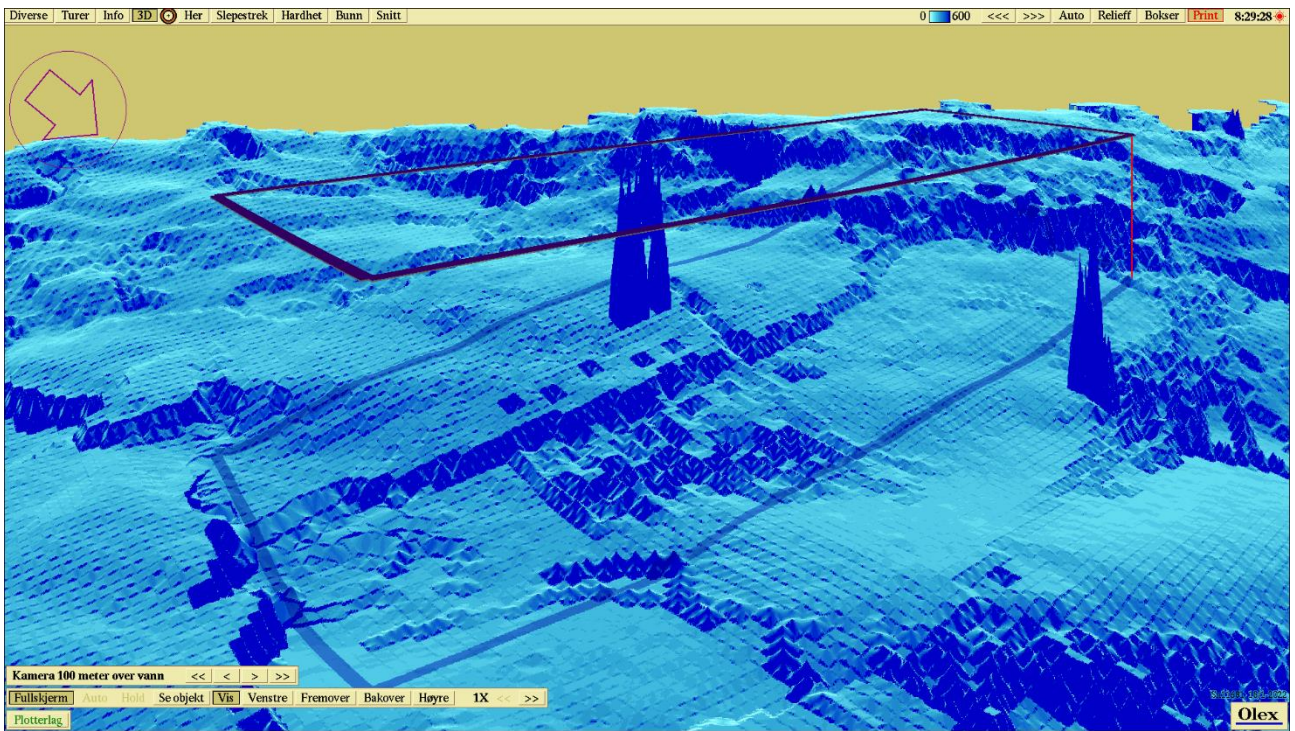 Diverse Turer Info 3D Her Slepestrek Hardhet Bunn Snitt 0 600 <<< >>> Auto Relieff Bokser Print 8:29:28
Kamera 100 meter over vann << < > >>
Fullskjerm Auto Hold Se objekt Vis Venstre Fremover Bakover Høyre 1X << >>
Plotterlag
Olex